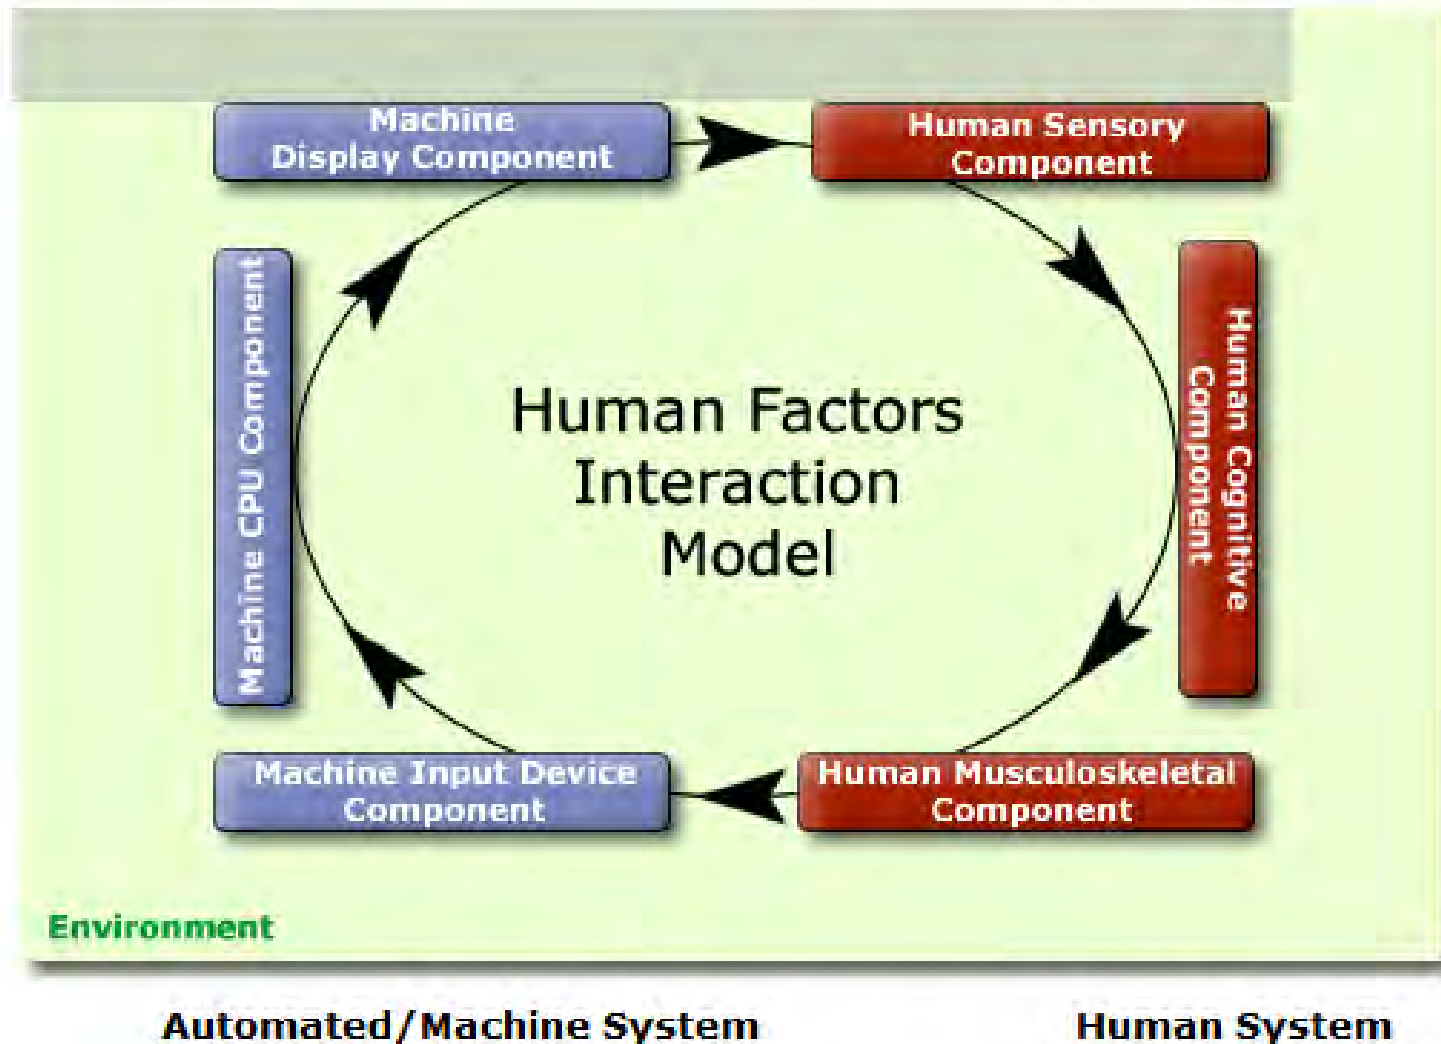 Machine
Display Component
Human Sensory
Component
Machine CPU Component
Human Factors
Interaction
Model
Human Cognitive
Component
Machine Input Device
Component
Human Musculoskeletal
Component
Environment
Automated/Machine System
Human System